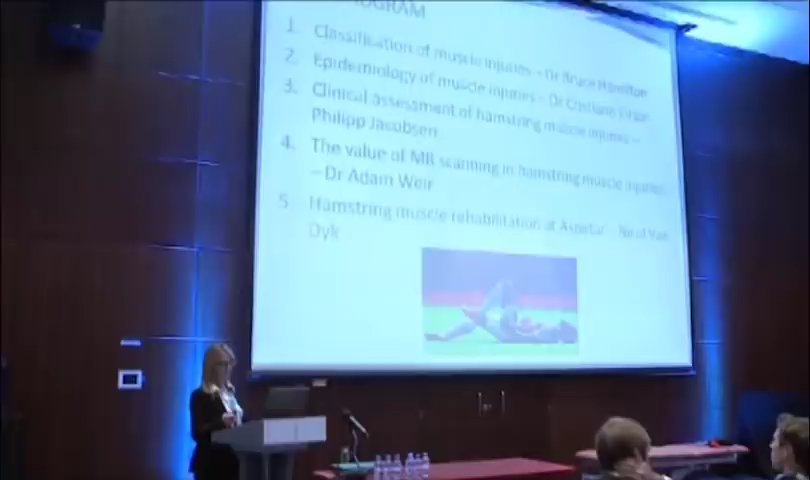 PROGRAM
1. Classification of muscle injuries – Dr Bruce Hamilton
2. Epidemiology of muscle injuries – Dr Cristiano
3. Clinical assessment of hamstring muscle injuries –
Philipp Jacobsen
4. The value of MR scanning in hamstring muscle injuries
– Dr Adam Weir
5. Hamstring muscle rehabilitation at Aspetar – Van
Dyk